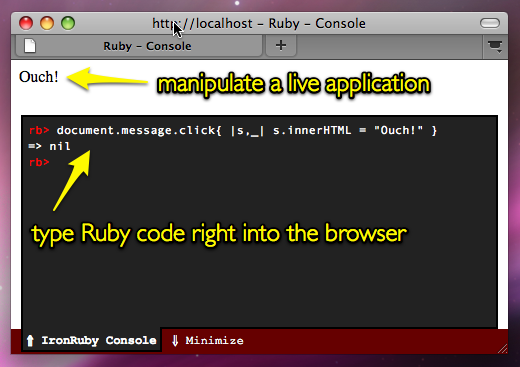 http://localhost - Ruby - Console
Ruby - Console
Ouch!
manipulate a live application
rb> document.message.click{ |s,_| s.innerHTML = "Ouch!" }
=> nil
rb>
type Ruby code right into the browser
⬆ IronRuby Console ⇓ Minimize